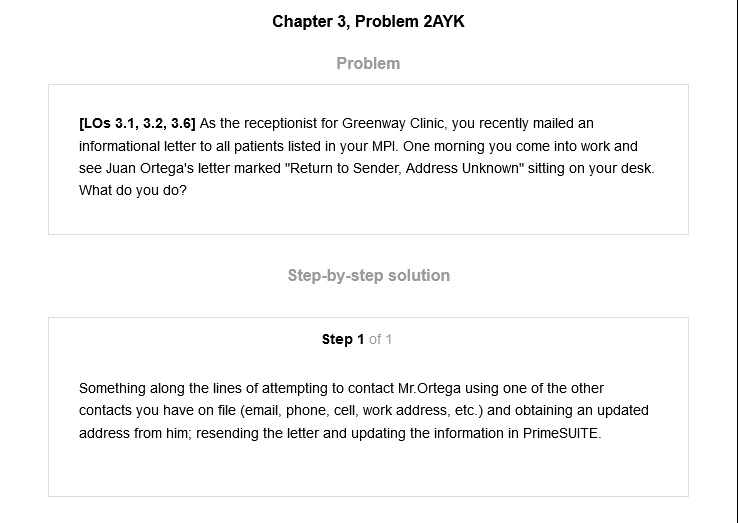 Chapter 3, Problem 2AYK
Problem
[LOs 3.1, 3.2, 3.6] As the receptionist for Greenway Clinic, you recently mailed an
informational letter to all patients listed in your MPI. One morning you come into work and
see Juan Ortega's letter marked "Return to Sender, Address Unknown" sitting on your desk.
What do you do?
Step-by-step solution
Step 1 of 1
Something along the lines of attempting to contact Mr.Ortega using one of the other
contacts you have on file (email, phone, cell, work address, etc.) and obtaining an updated
address from him; resending the letter and updating the information in PrimeSUITE.